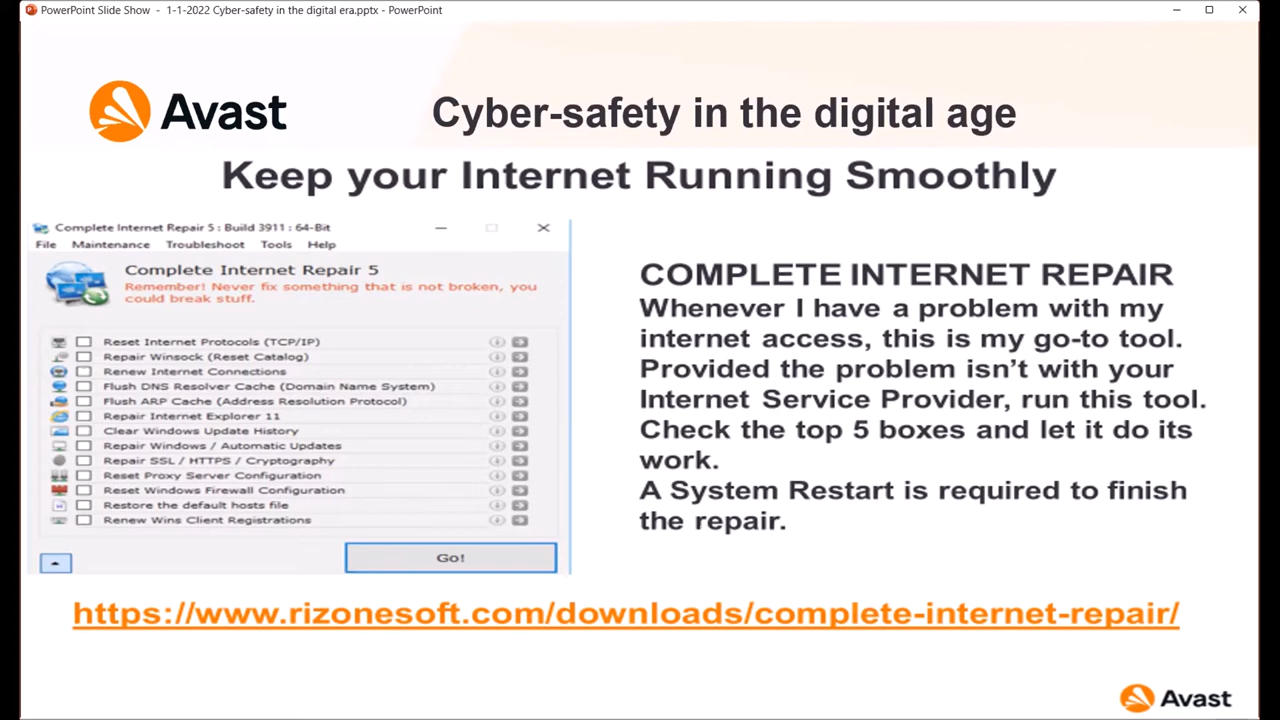 PowerPoint Slide Show - 1-1-2022 Cyber-safety in the digital era.pptx - PowerPoint
Avast
Cyber-safety in the digital age
Keep your Internet Running Smoothly
Complete Internet Repair 5 : Build 3911 : 64-Bit
File Maintenance Troubleshoot Tools Help
Complete Internet Repair 5
Remember! Never fix something that is not broken, you
could break stuff.
Reset Internet Protocols (TCP/IP)
Repair Winsock (Reset Catalog)
Renew Internet Connections
Flush DNS Resolver Cache (Domain Name System)
Flush ARP Cache (Address Resolution Protocol)
Repair Internet Explorer 11
Clear Windows Update History
Repair Windows / Automatic Updates
Repair SSL / HTTPS / Cryptography
Reset Proxy Server Configuration
Reset Windows Firewall Configuration
Restore the default hosts file
Renew Wins Client Registrations
Go!
COMPLETE INTERNET REPAIR
Whenever I have a problem with my
internet access, this is my go-to tool.
Provided the problem isn’t with your
Internet Service Provider, run this tool.
Check the top 5 boxes and let it do its
work.
A System Restart is required to finish
the repair.
https://www.rizonesoft.com/downloads/complete-internet-repair/
Avast